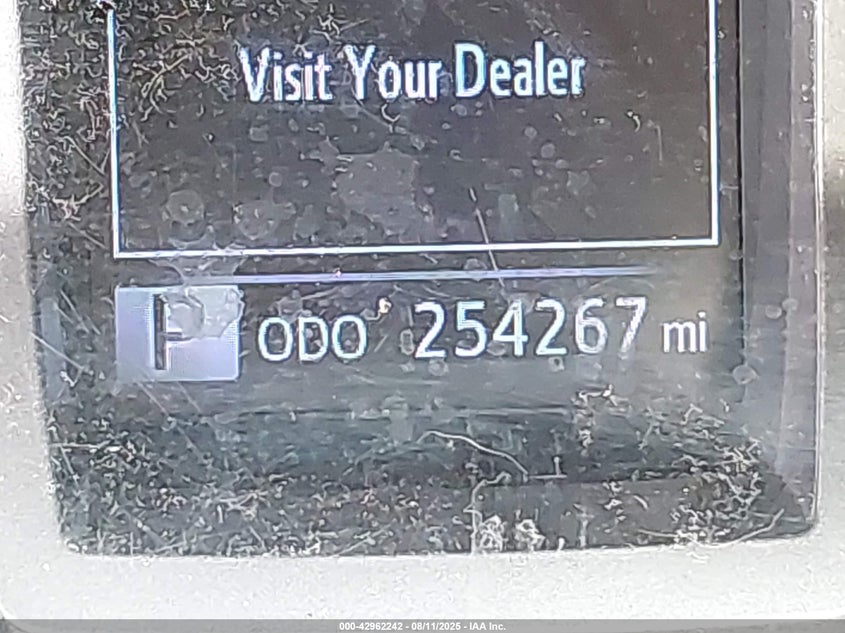 Visit Your Dealer
P ODO 254267 mi
000-42962242 - 08/11/2025 - IAA Inc.